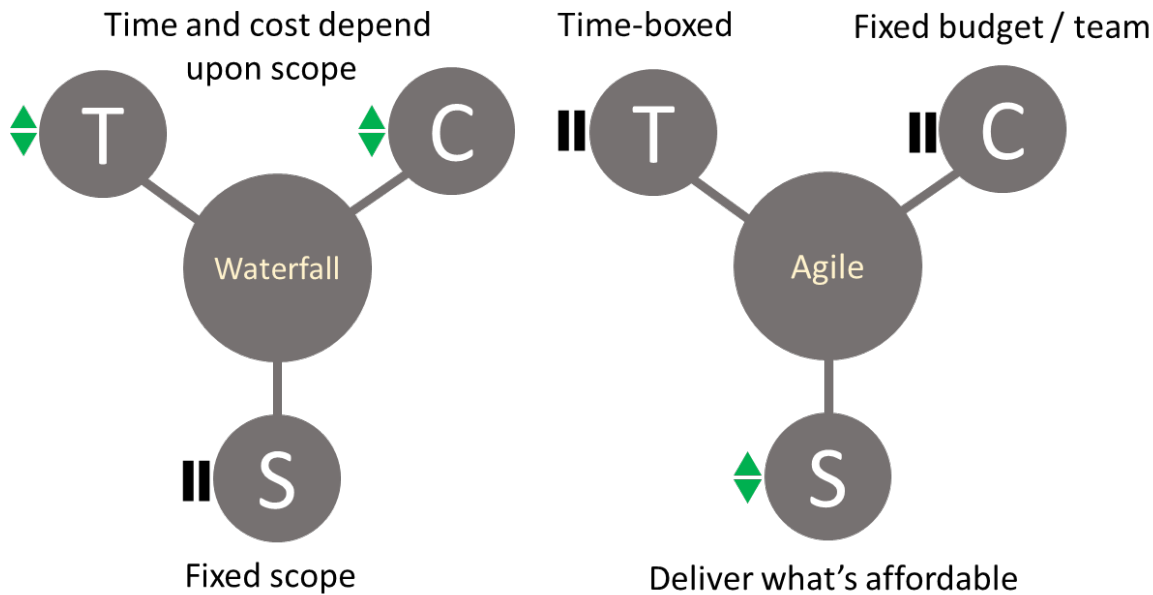 Time and cost depend
upon scope
T
C
Waterfall
S
Fixed scope
Time-boxed
Fixed budget / team
T
C
Agile
S
Deliver what’s affordable